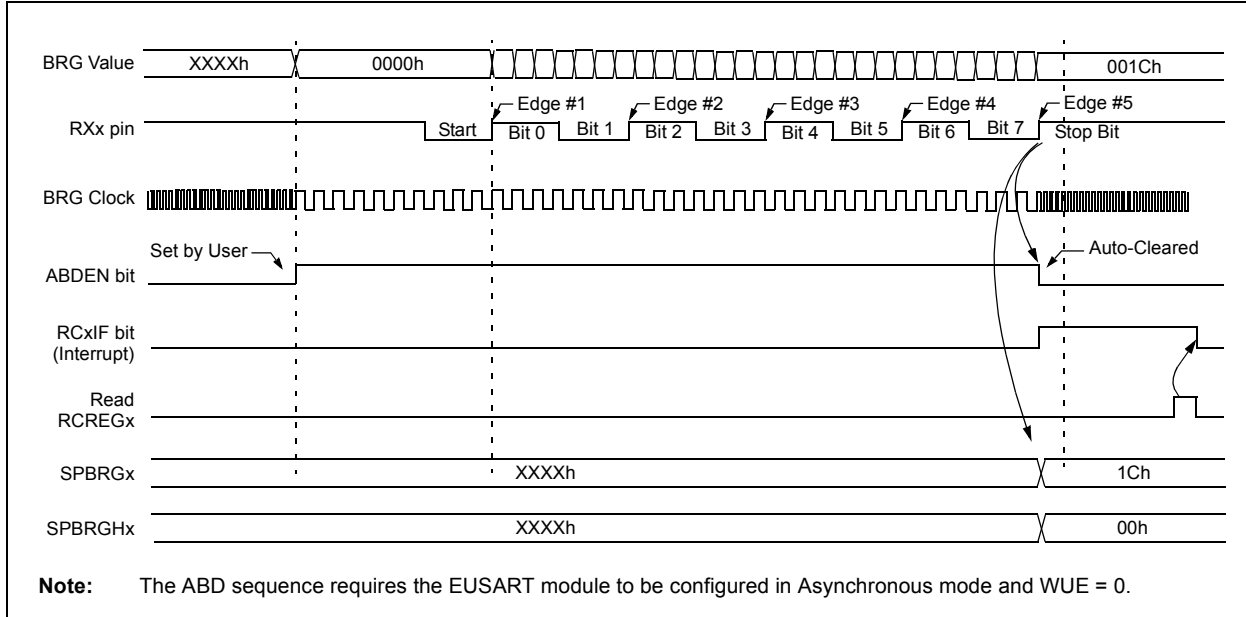 BRG Value XXXXh 0000h 001Ch
Edge #1 Edge #2 Edge #3 Edge #4 Edge #5
RXx pin Start Bit 0 Bit 1 Bit 2 Bit 3 Bit 4 Bit 5 Bit 6 Bit 7 Stop Bit
BRG Clock
Set by User Auto-Cleared
ABDEN bit
RCxIF bit
(Interrupt)
Read
RCREGx
SPBRGx XXXXh 1Ch
SPBRGHx XXXXh 00h
Note: The ABD sequence requires the EUSART module to be configured in Asynchronous mode and WUE = 0.